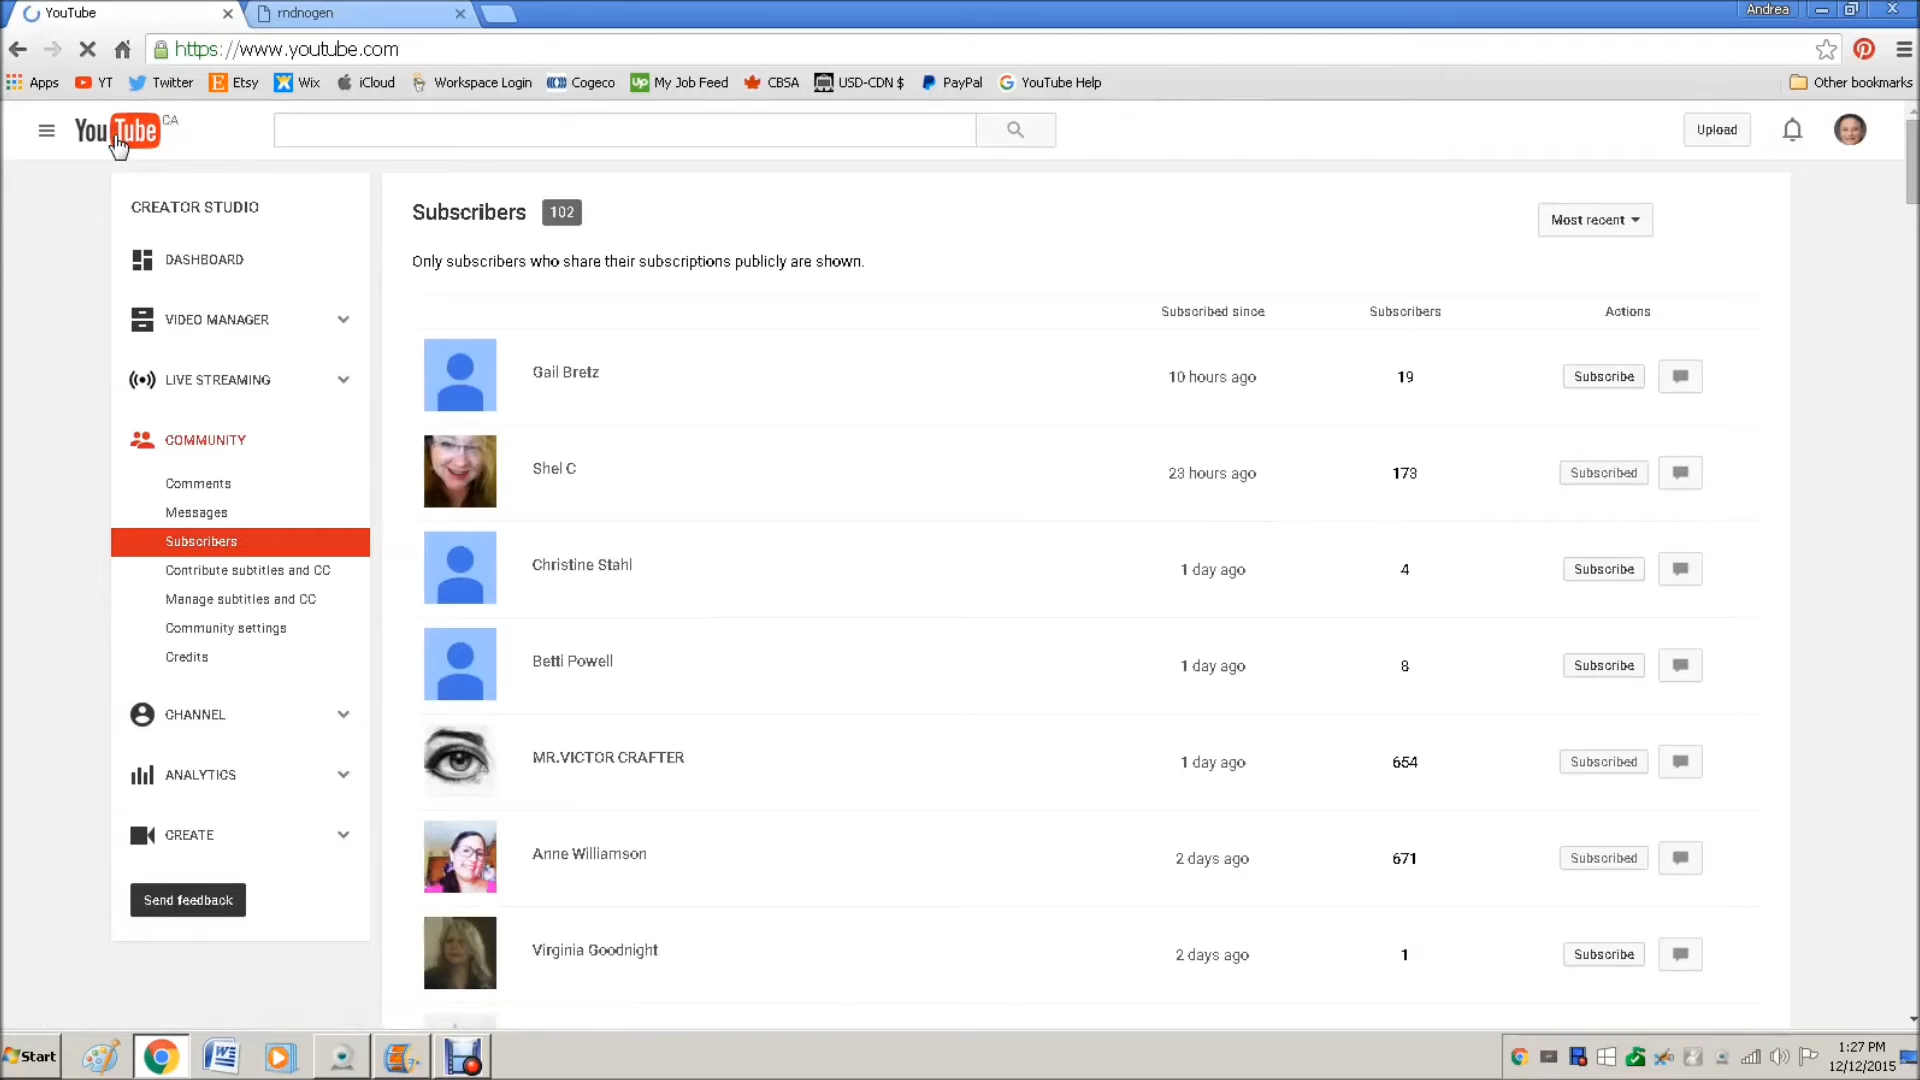 YouTube
rndnogen
Andrea
https://www.youtube.com
Apps YT Twitter Etsy Wix iCloud Workspace Login Cogeco Up My Job Feed CBSA USD-CDN $ PayPal YouTube Help Other bookmarks
YouTube CA
Upload
CREATOR STUDIO
DASHBOARD
VIDEO MANAGER
LIVE STREAMING
COMMUNITY
Comments
Messages
Subscribers
Contribute subtitles and CC
Manage subtitles and CC
Community settings
Credits
CHANNEL
ANALYTICS
CREATE
Send feedback
Subscribers 102
Most recent
Only subscribers who share their subscriptions publicly are shown.
Subscribed since Subscribers Actions
Gail Bretz 10 hours ago 19 Subscribe
Shel C 23 hours ago 173 Subscribed
Christine Stahl 1 day ago 4 Subscribe
Betti Powell 1 day ago 8 Subscribe
MR.VICTOR CRAFTER 1 day ago 654 Subscribed
Anne Williamson 2 days ago 671 Subscribed
Virginia Goodnight 2 days ago 1 Subscribe
Start
1:27 PM
12/12/2015